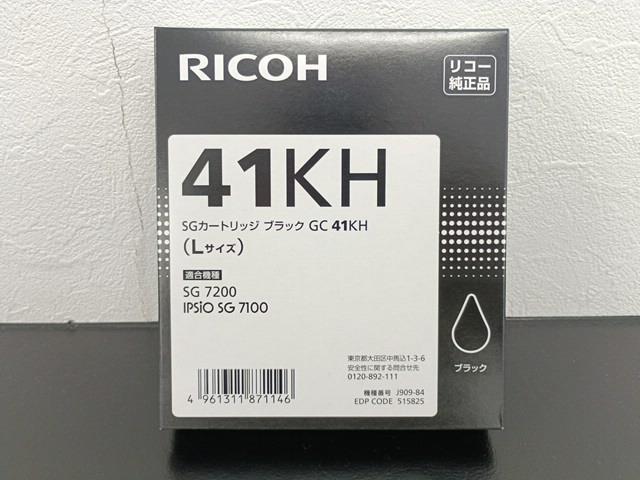 RICOH
リコー
純正品
41KH
SGカートリッジ ブラック GC 41KH
(Lサイズ)
適合機種
SG 7200
IPSiO SG 7100
東京都大田区中馬込1-3-6
安全性に関する問合せ先
0120-892-111
ブラック
4 961311 871146
機種番号 J909-84
EDP CODE 515825